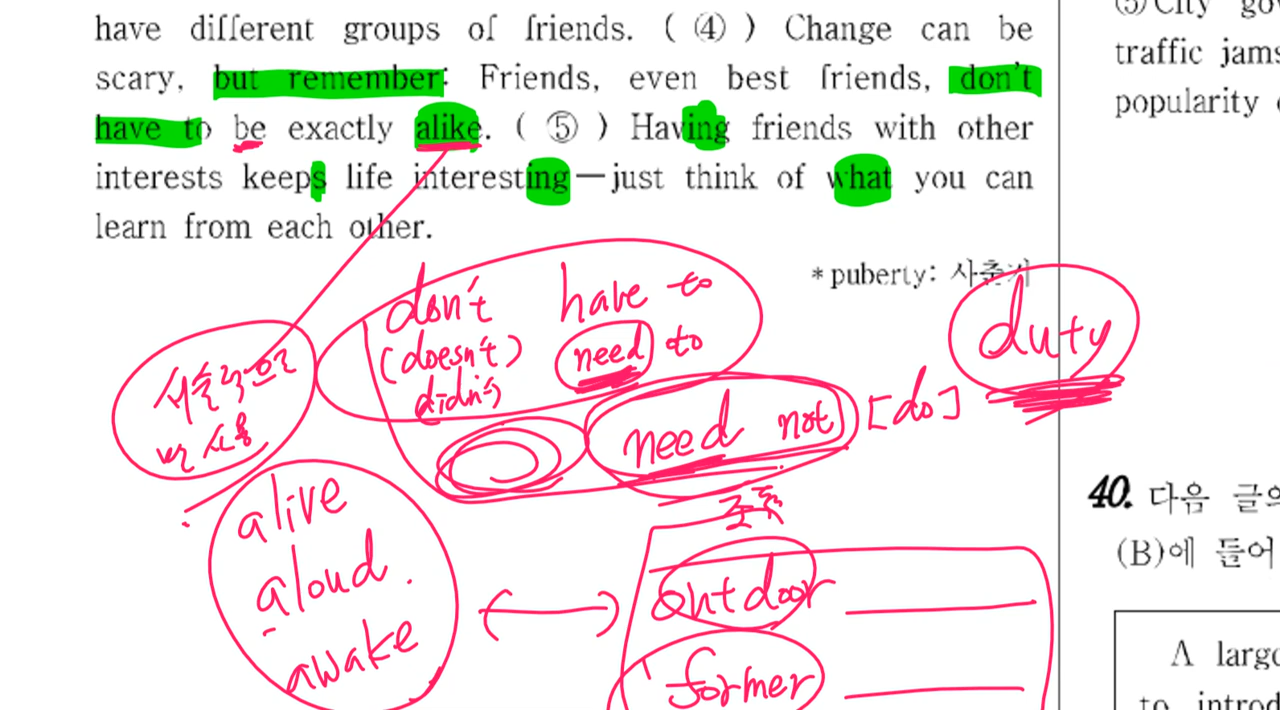 have different groups of friends. ( ④ ) Change can be
scary, but remember: Friends, even best friends, don't
have to be exactly alike. ( ⑤ ) Having friends with other
interests keeps life interesting—just think of what you can
learn from each other.
*puberty: 사춘기
don't have to
(doesn't) need to
didn't
need not [do]
duty
서술적으로
만 사용
alive
aloud.
awake
outdoor
former
⑤ City
traffic jams
popularity
40. 다음 글의
(B)에 들어
A large
to introd